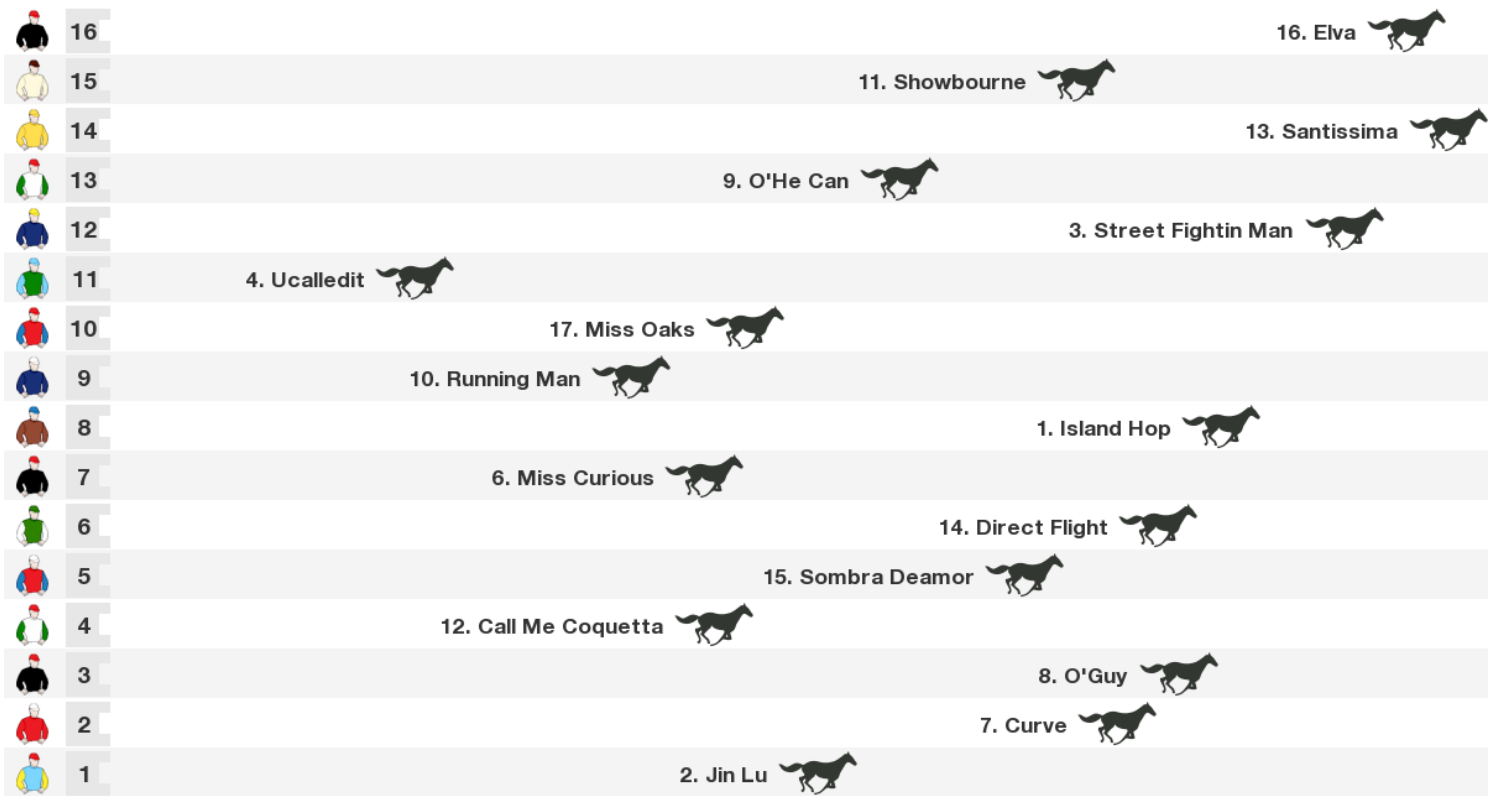 16 16. Elva
15 11. Showbourne
14 13. Santissima
13 9. O'He Can
12 3. Street Fightin Man
11 4. Ucalledit
10 17. Miss Oaks
9 10. Running Man
8 1. Island Hop
7 6. Miss Curious
6 14. Direct Flight
5 15. Sombra Deamor
4 12. Call Me Coquetta
3 8. O'Guy
2 7. Curve
1 2. Jin Lu